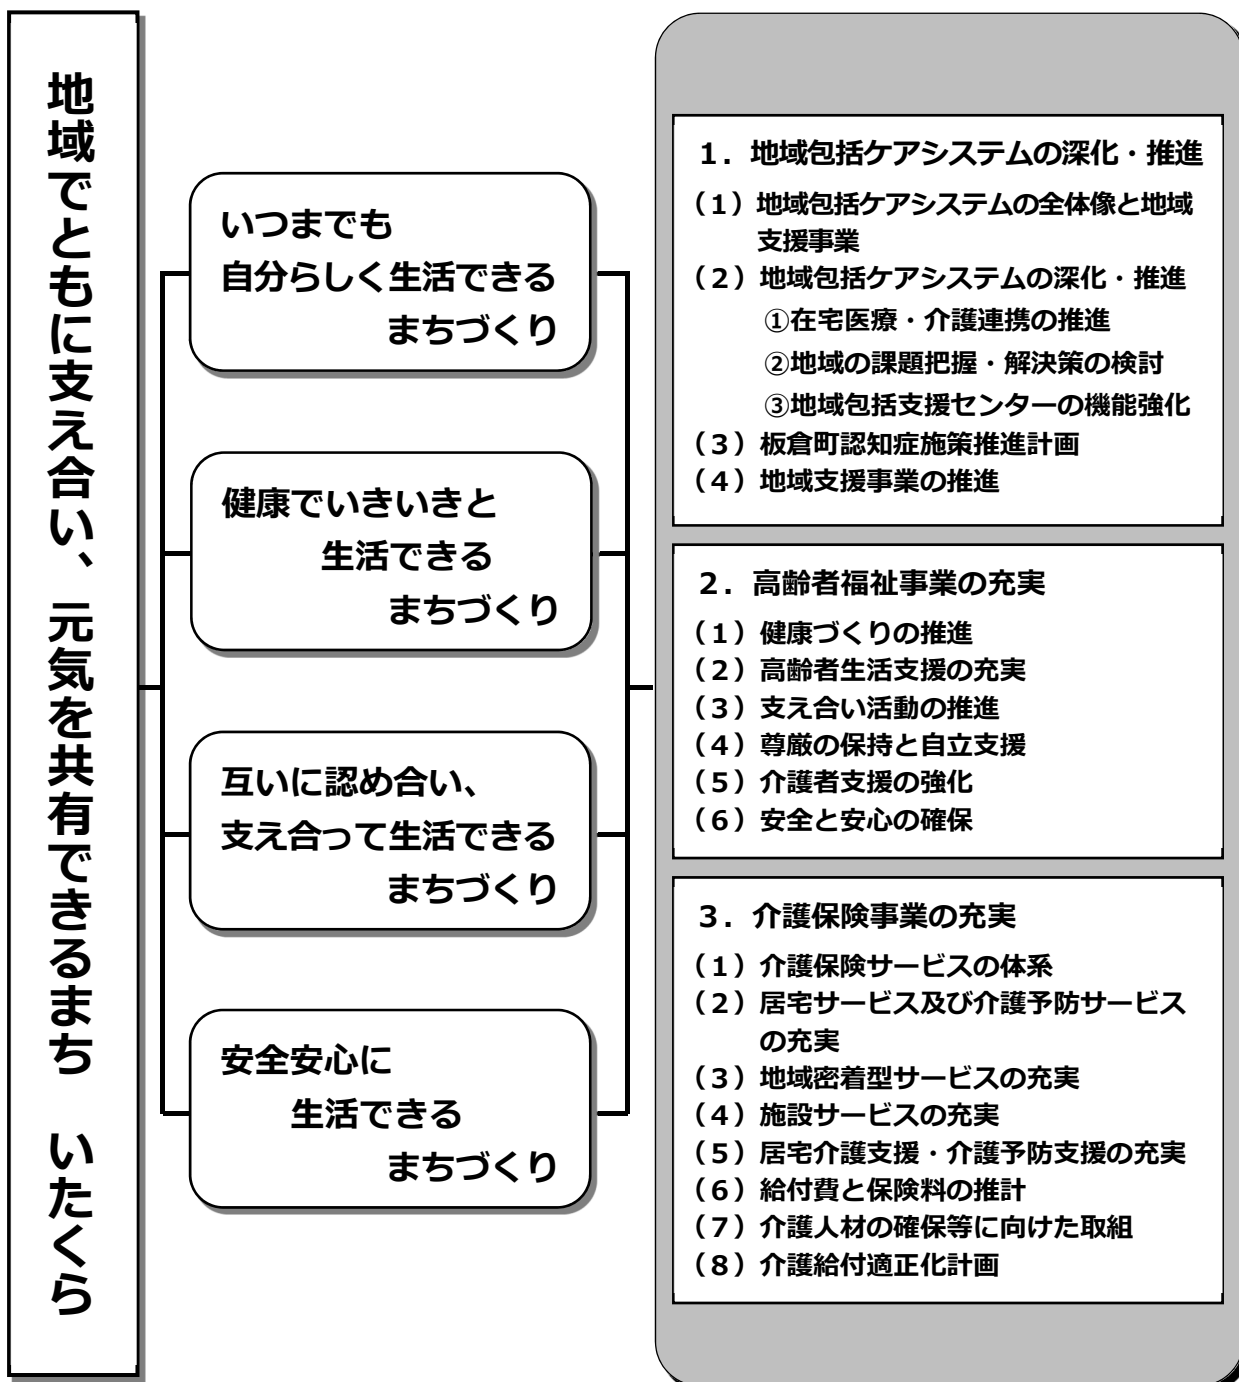 地域でともに支え合い、元気を共有できるまち　いたくら
いつまでも
自分らしく生活できる
まちづくり
健康でいきいきと
生活できる
まちづくり
互いに認め合い、
支え合って生活できる
まちづくり
安全安心に
生活できる
まちづくり
１．地域包括ケアシステムの深化・推進
（１）地域包括ケアシステムの全体像と地域
支援事業
（２）地域包括ケアシステムの深化・推進
①在宅医療・介護連携の推進
②地域の課題把握・解決策の検討
③地域包括支援センターの機能強化
（３）板倉町認知症施策推進計画
（４）地域支援事業の推進
２．高齢者福祉事業の充実
（１）健康づくりの推進
（２）高齢者生活支援の充実
（３）支え合い活動の推進
（４）尊厳の保持と自立支援
（５）介護者支援の強化
（６）安全と安心の確保
３．介護保険事業の充実
（１）介護保険サービスの体系
（２）居宅サービス及び介護予防サービス
の充実
（３）地域密着型サービスの充実
（４）施設サービスの充実
（５）居宅介護支援・介護予防支援の充実
（６）給付費と保険料の推計
（７）介護人材の確保等に向けた取組
（８）介護給付適正化計画